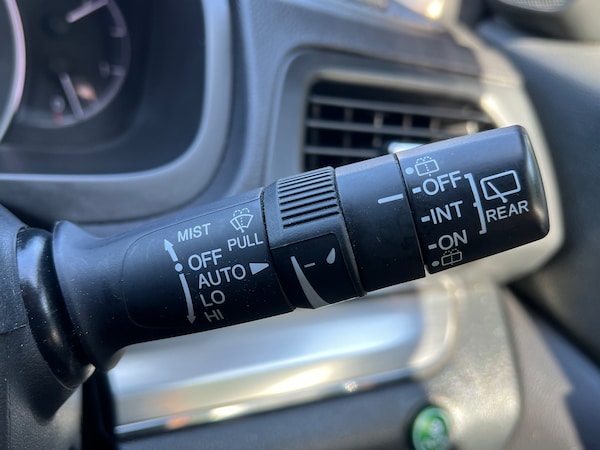 MIST
PULL
OFF
AUTO
LO
HI
OFF
INT
ON
REAR